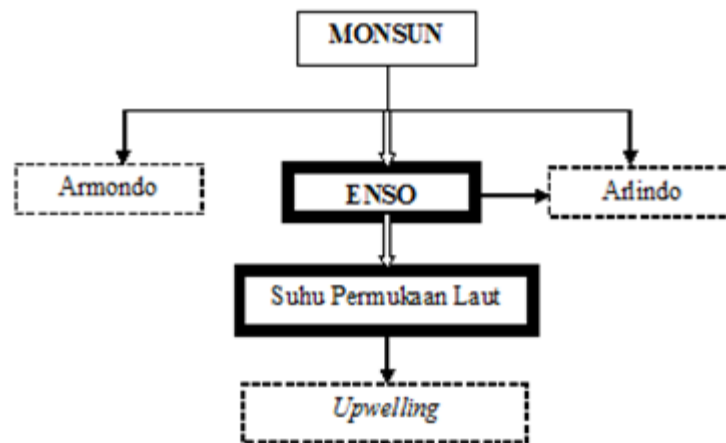 MONSUN
Armondo
ENSO
Arlindo
Suhu Permukaan Laut
Upwelling